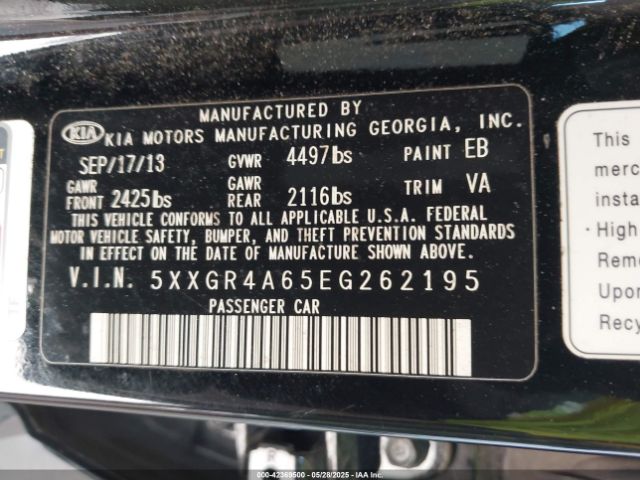 MANUFACTURED BY
KIA KIA MOTORS MANUFACTURING GEORGIA, INC.
SEP/17/13 GVWR 4497lbs PAINT EB
GAWR FRONT 2425lbs GAWR REAR 2116lbs TRIM VA
THIS VEHICLE CONFORMS TO ALL APPLICABLE U.S.A. FEDERAL
MOTOR VEHICLE SAFETY, BUMPER, AND THEFT PREVENTION STANDARDS
IN EFFECT ON THE DATE OF MANUFACTURE SHOWN ABOVE.
V.I.N. 5XXGR4A65EG262195
PASSENGER CAR
This
merc
insta
· High
Remo
Upon
Recy
R
000-42369500 - 05/28/2025 - IAA, Inc.